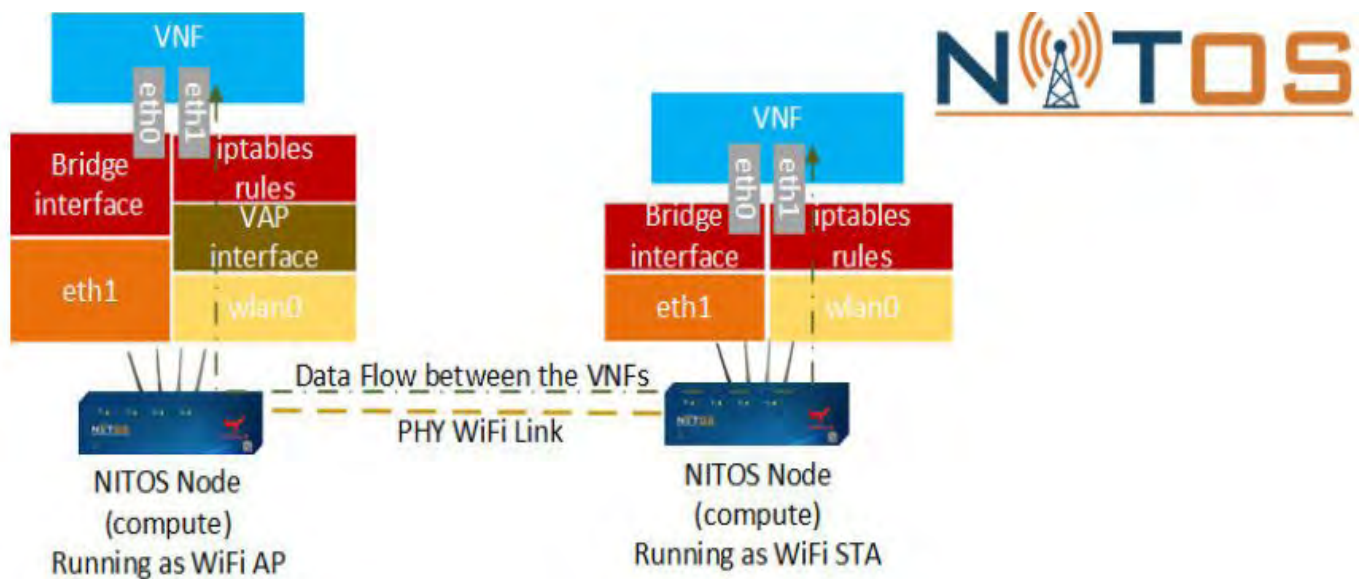 VNF
eth0
eth1
Bridge
interface
iptables
rules
VAP
interface
eth1
wlan0
NITOS
NITOS Node
(compute)
Running as WiFi AP
Data Flow between the VNFs
PHY WiFi Link
NITOS
VNF
eth0
eth1
Bridge
interface
iptables
rules
eth1
wlan0
NITOS
NITOS Node
(compute)
Running as WiFi STA